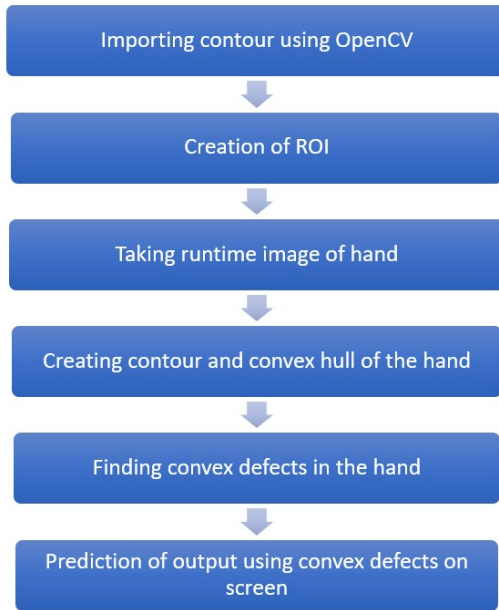 Importing contour using OpenCV
Creation of ROI
Taking runtime image of hand
Creating contour and convex hull of the hand
Finding convex defects in the hand
Prediction of output using convex defects on
screen